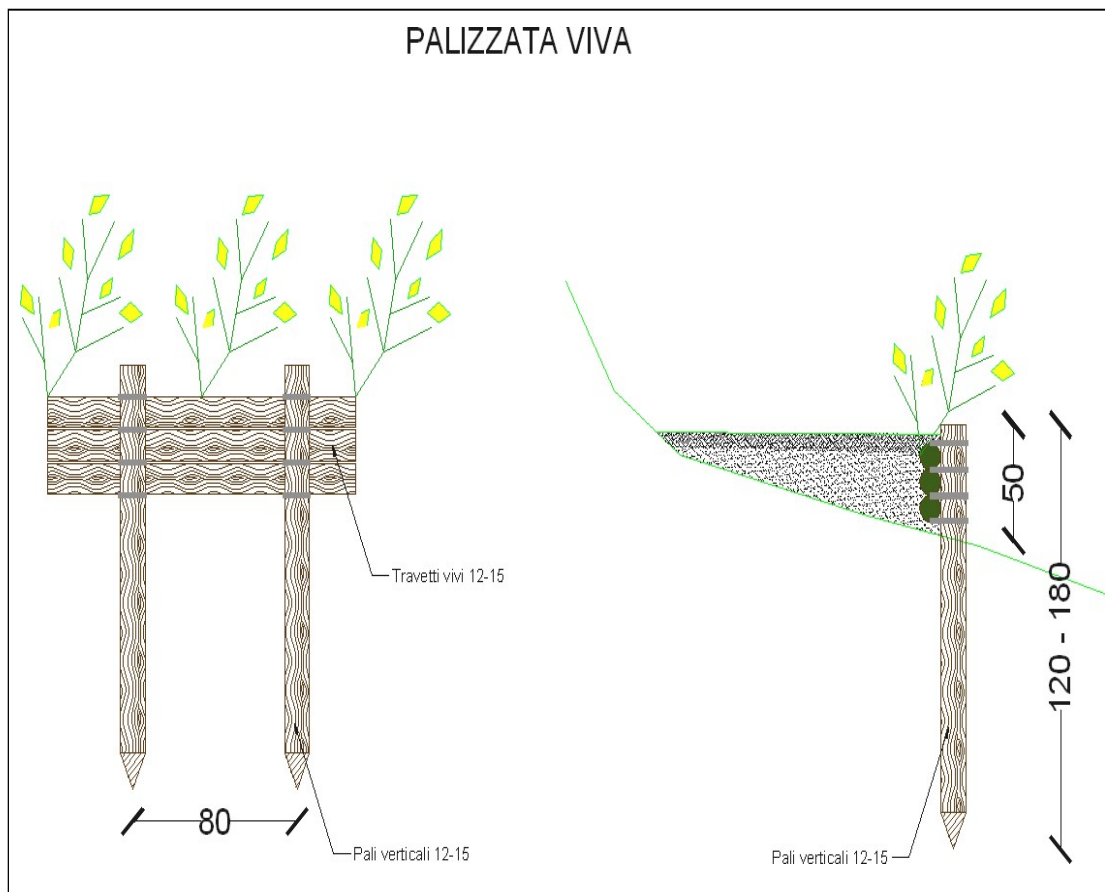 PALIZZATA VIVA
Travetti vivi 12-15
80
Pali verticali 12-15
50
120 - 180
Pali verticali 12-15